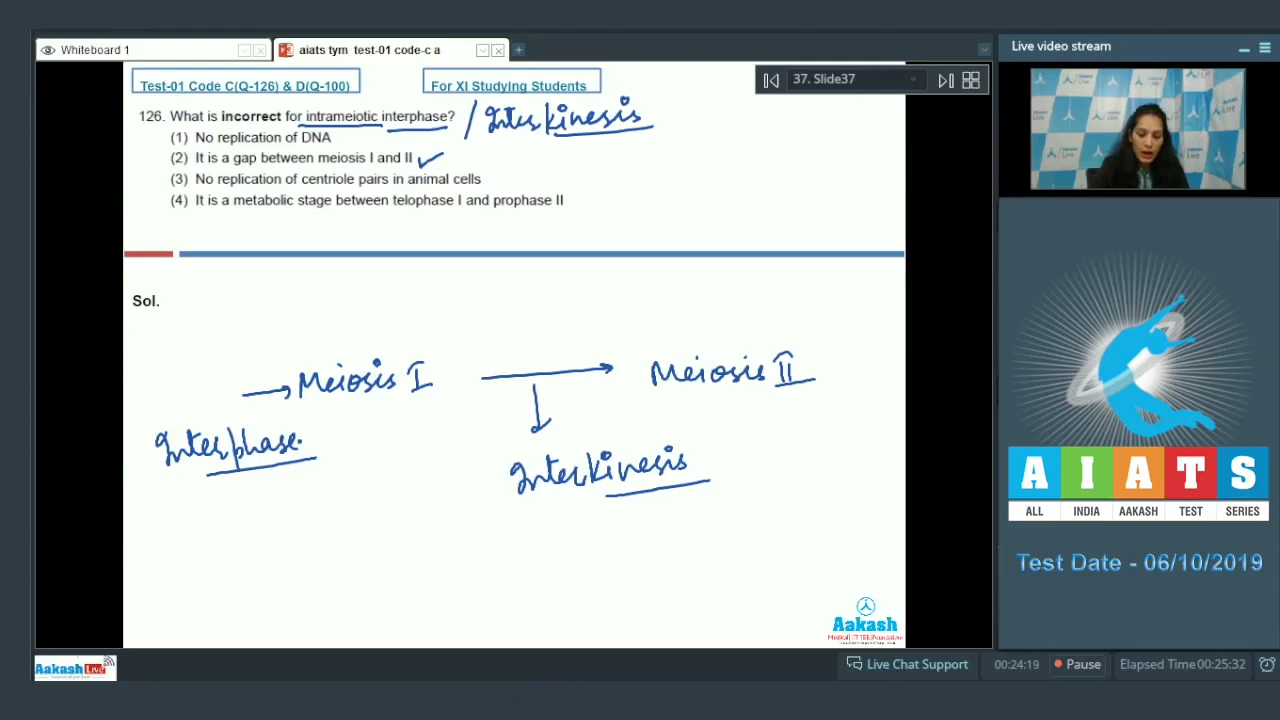 Whiteboard 1
aiats tym test-01 code-c a
Live video stream
Test-01 Code C(Q-126) & D(Q-100)
For XI Studying Students
37. Slide37
126. What is incorrect for intrameiotic interphase? / Interkinesis
(1) No replication of DNA
(2) It is a gap between meiosis I and II ✓
(3) No replication of centriole pairs in animal cells
(4) It is a metabolic stage between telophase I and prophase II
Sol.
→ Meiosis I → Meiosis II
Interphase.
Interkinesis
A I A T S
ALL INDIA AAKASH TEST SERIES
Test Date - 06/10/2019
Aakash
Medical|IIT-JEE|Foundations
Aakash Live
Live Chat Support
00:24:19
Pause
Elapsed Time 00:25:32